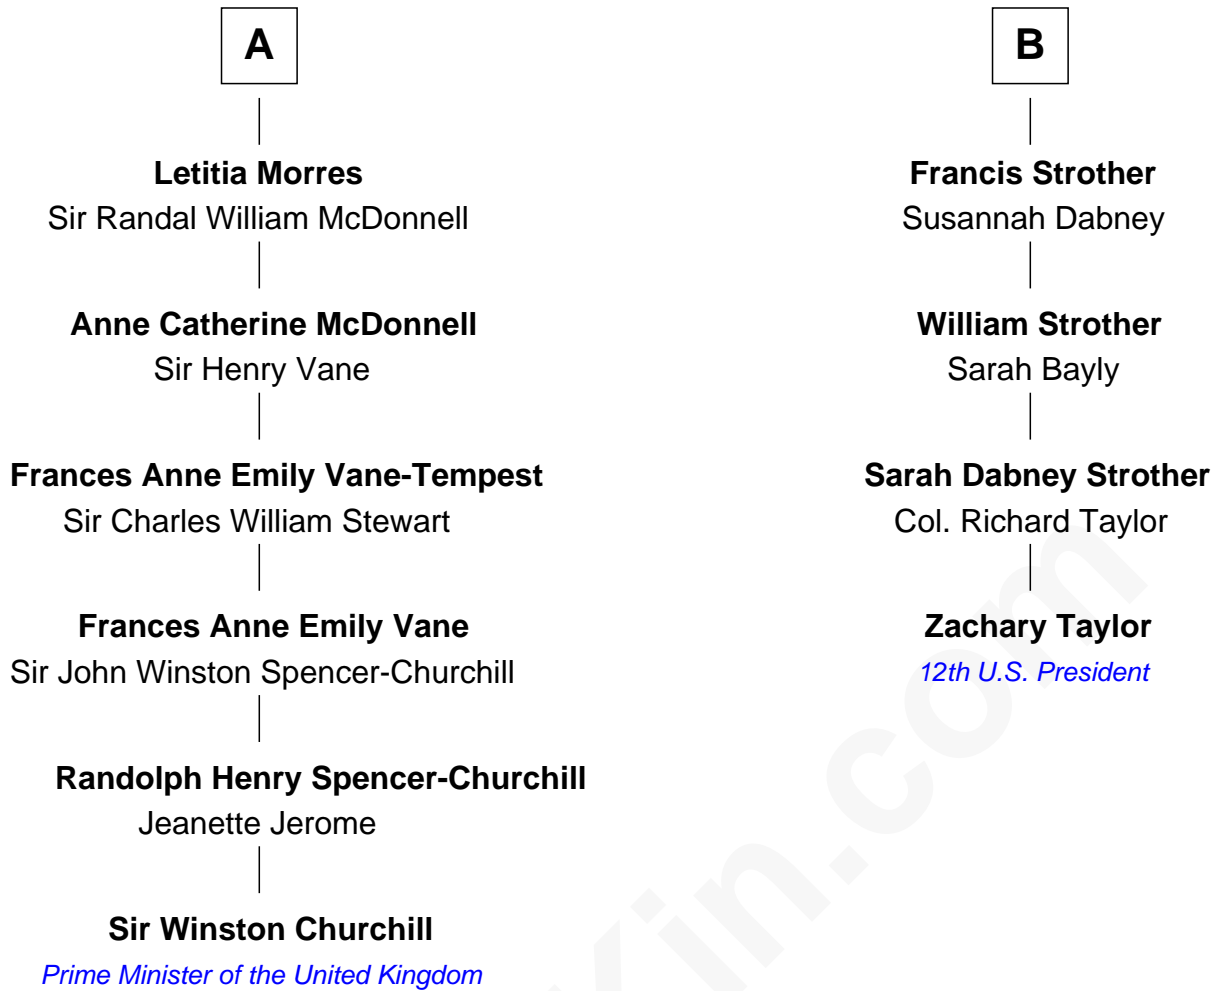 A
Letitia Morres
Sir Randal William McDonnell
Anne Catherine McDonnell
Sir Henry Vane
Frances Anne Emily Vane-Tempest
Sir Charles William Stewart
Frances Anne Emily Vane
Sir John Winston Spencer-Churchill
Randolph Henry Spencer-Churchill
Jeanette Jerome
Sir Winston Churchill
Prime Minister of the United Kingdom
B
Francis Strother
Susannah Dabney
William Strother
Sarah Bayly
Sarah Dabney Strother
Col. Richard Taylor
Zachary Taylor
12th U.S. President